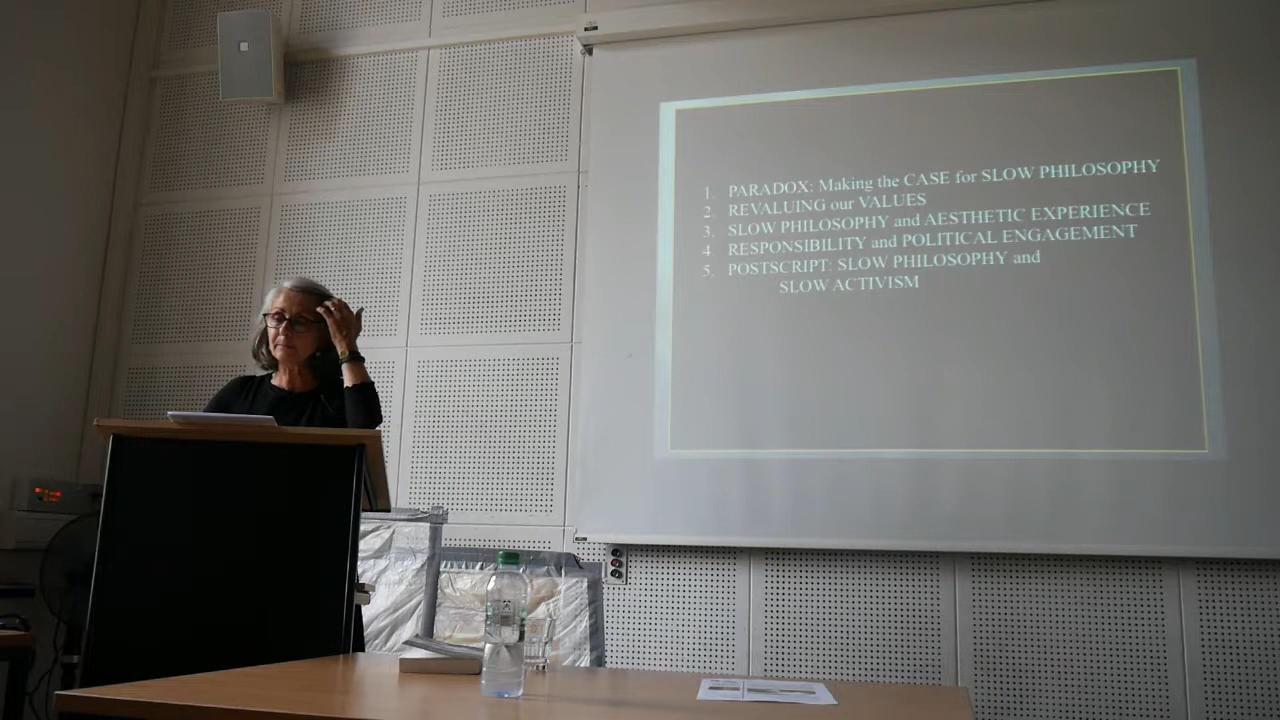 1. PARADOX: Making the CASE for SLOW PHILOSOPHY
2. REVALUING our VALUES
3. SLOW PHILOSOPHY and AESTHETIC EXPERIENCE
4. RESPONSIBILITY and POLITICAL ENGAGEMENT
5. POSTSCRIPT: SLOW PHILOSOPHY and
SLOW ACTIVISM